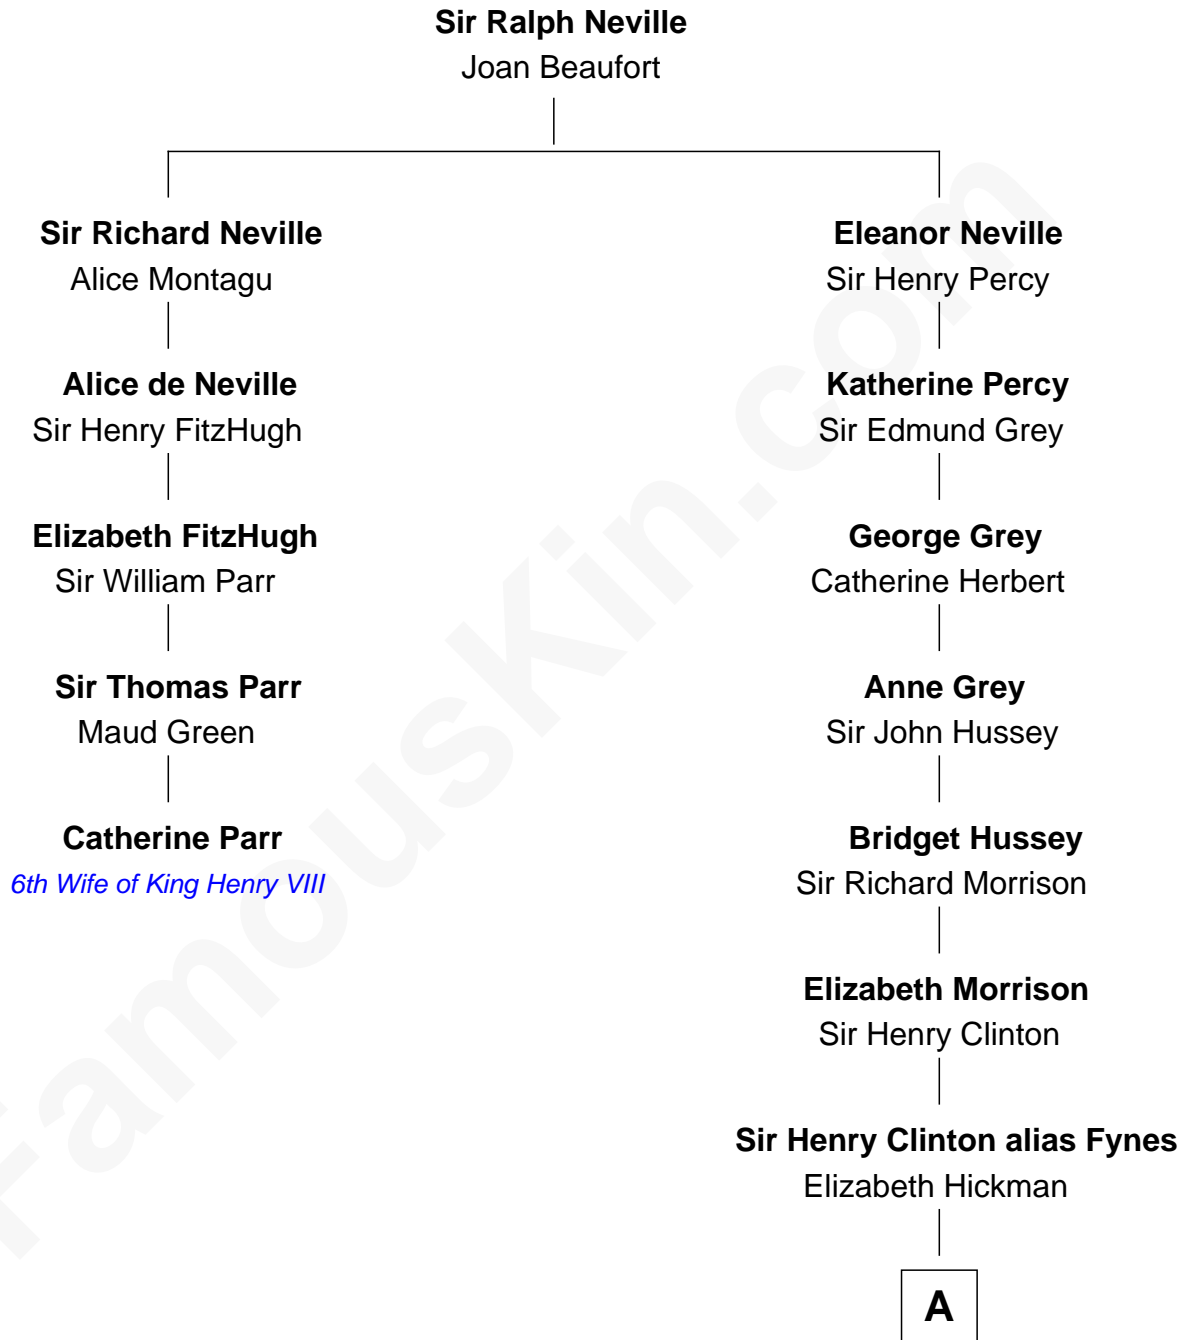 Sir Ralph Neville
Joan Beaufort
Sir Richard Neville
Alice Montagu
Eleanor Neville
Sir Henry Percy
Alice de Neville
Sir Henry FitzHugh
Katherine Percy
Sir Edmund Grey
Elizabeth FitzHugh
Sir William Parr
George Grey
Catherine Herbert
Sir Thomas Parr
Maud Green
Anne Grey
Sir John Hussey
Catherine Parr
6th Wife of King Henry VIII
Bridget Hussey
Sir Richard Morrison
Elizabeth Morrison
Sir Henry Clinton
Sir Henry Clinton alias Fynes
Elizabeth Hickman
A
FamousKin.com